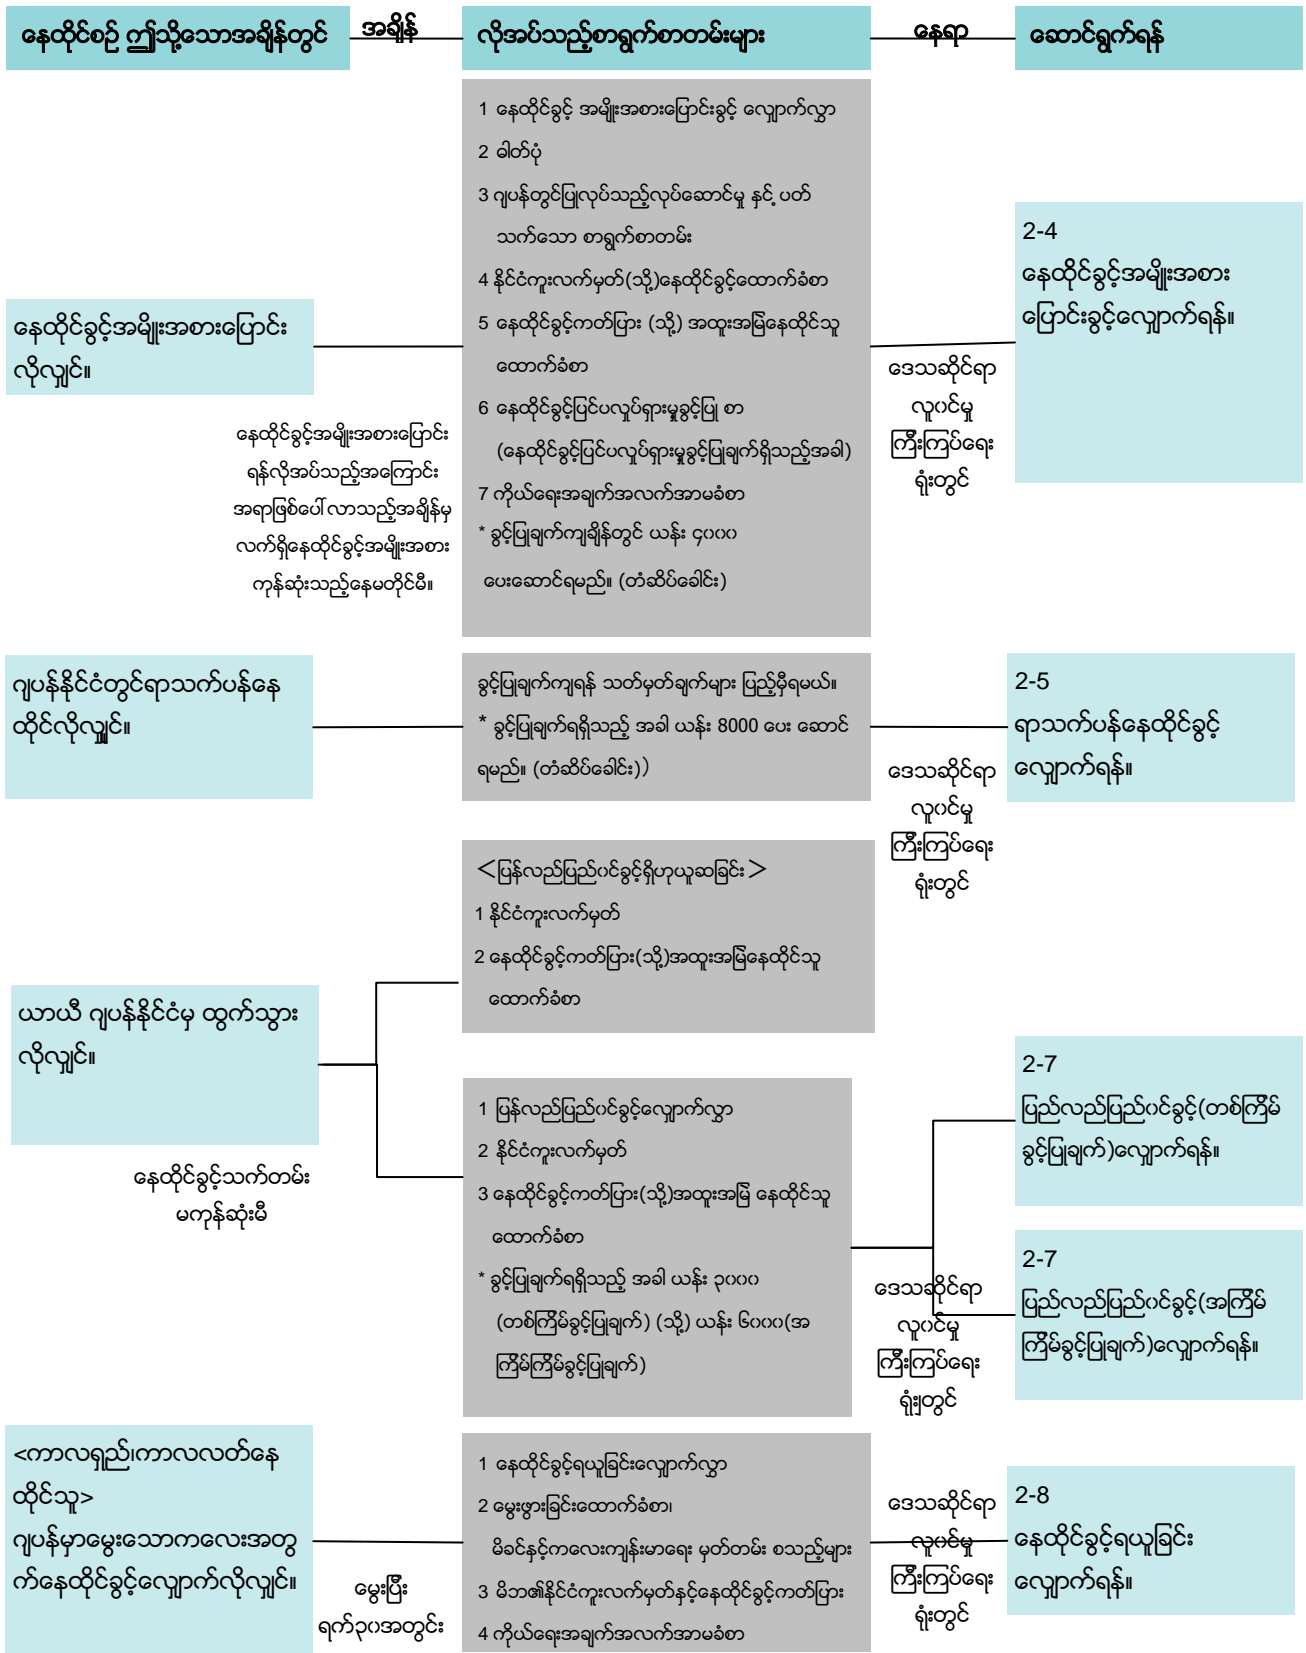 နေထိုင်စဉ် ဤသို့သောအချိန်တွင်
အချိန်
လိုအပ်သည့်စာရွက်စာတမ်းများ
နေရာ
ဆောင်ရွက်ရန်
နေထိုင်ခွင့်အမျိုးအစားပြောင်း
လိုလျှင်။
နေထိုင်ခွင့်အမျိုးအစားပြောင်း
ရန်လိုအပ်သည့်အကြောင်း
အရာဖြစ်ပေါ်လာသည့်အချိန်မှ
လက်ရှိနေထိုင်ခွင့်အမျိုးအစား
ကုန်ဆုံးသည့်နေမတိုင်မီ။
1 နေထိုင်ခွင့် အမျိုးအစားပြောင်းခွင့် လျှောက်လွှာ
2 ဓါတ်ပုံ
3 ဂျပန်တွင်ပြုလုပ်သည့်လုပ်ဆောင်မှု နှင့် ပတ်
သက်သော စာရွက်စာတမ်း
4 နိုင်ငံကူးလက်မှတ်(သို့)နေထိုင်ခွင့်ထောက်ခံစာ
5 နေထိုင်ခွင့်ကတ်ပြား (သို့) အထူးအမြဲနေထိုင်သူ
ထောက်ခံစာ
6 နေထိုင်ခွင့်ပြင်ပလှုပ်ရှားမှုခွင့်ပြု စာ
(နေထိုင်ခွင့်ပြင်ပလှုပ်ရှားမှုခွင့်ပြုချက်ရှိသည့်အခါ)
7 ကိုယ်ရေးအချက်အလက်အာမခံစာ
* ခွင့်ပြုချက်ကျချိန်တွင် ယန်း ၄၀၀၀
ပေးဆောင်ရမည်။ (တံဆိပ်ခေါင်း)
ဒေသဆိုင်ရာ
လူ၀င်မှု
ကြီးကြပ်ရေး
ရုံးတွင်
2-4
နေထိုင်ခွင့်အမျိုးအစား
ပြောင်းခွင့်လျှောက်ရန်။
ဂျပန်နိုင်ငံတွင်ရာသက်ပန်နေ
ထိုင်လိုလျှင်။
ခွင့်ပြုချက်ကျရန် သတ်မှတ်ချက်များ ပြည့်မှီရမယ်။
* ခွင့်ပြုချက်ရရှိသည့် အခါ ယန်း 8000 ပေး ဆောင်
ရမည်။ (တံဆိပ်ခေါင်း))
ဒေသဆိုင်ရာ
လူ၀င်မှု
ကြီးကြပ်ရေး
ရုံးတွင်
2-5
ရာသက်ပန်နေထိုင်ခွင့်
လျှောက်ရန်။
ယာယီ ဂျပန်နိုင်ငံမှ ထွက်သွား
လိုလျှင်။
နေထိုင်ခွင့်သက်တမ်း
မကုန်ဆုံးမီ
＜ပြန်လည်ပြည်၀င်ခွင့်ရှိဟုယူဆခြင်း＞
1 နိုင်ငံကူးလက်မှတ်
2 နေထိုင်ခွင့်ကတ်ပြား(သို့)အထူးအမြဲနေထိုင်သူ
ထောက်ခံစာ
1 ပြန်လည်ပြည်၀င်ခွင့်လျှောက်လွှာ
2 နိုင်ငံကူးလက်မှတ်
3 နေထိုင်ခွင့်ကတ်ပြား(သို့)အထူးအမြဲ နေထိုင်သူ
ထောက်ခံစာ
* ခွင့်ပြုချက်ရရှိသည့် အခါ ယန်း ၃၀၀၀
(တစ်ကြိမ်ခွင့်ပြုချက်) (သို့) ယန်း ၆၀၀၀(အ
ကြိမ်ကြိမ်ခွင့်ပြုချက်)
ဒေသဆိုင်ရာ
လူ၀င်မှု
ကြီးကြပ်ရေး
ရုံးျတွင်
2-7
ပြည်လည်ပြည်၀င်ခွင့်(တစ်ကြိမ်
ခွင့်ပြုချက်)လျှောက်ရန်။
2-7
ပြည်လည်ပြည်၀င်ခွင့်(အကြိမ်
ကြိမ်ခွင့်ပြုချက်)လျှောက်ရန်။
<ကာလရှည်၊ကာလလတ်နေ
ထိုင်သူ>
ဂျပန်မှာမွေးသောကလေးအတွ
က်နေထိုင်ခွင့်လျှောက်လိုလျှင်။
မွေးပြီး
ရက်၃၀အတွင်း
1 နေထိုင်ခွင့်ရယူခြင်းလျှောက်လွှာ
2 မွေးဖွားခြင်းထောက်ခံစာ၊
မိခင်နှင့်ကလေးကျန်းမာရေး မှတ်တမ်း စသည့်များ
3 မိဘ၏နိုင်ငံကူးလက်မှတ်နှင့်နေထိုင်ခွင့်ကတ်ပြား
4 ကိုယ်ရေးအချက်အလက်အာမခံစာ
ဒေသဆိုင်ရာ
လူ၀င်မှု
ကြီးကြပ်ရေး
ရုံးတွင်
2-8
နေထိုင်ခွင့်ရယူခြင်း
လျှောက်ရန်။